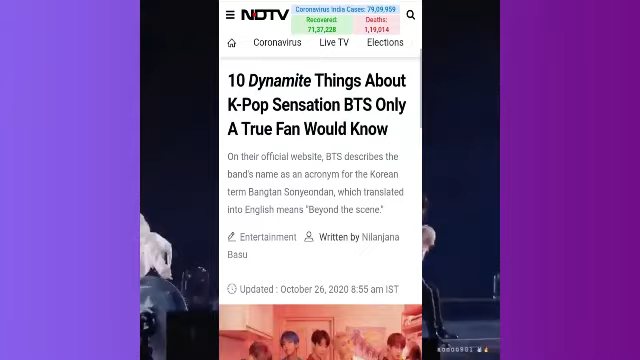 NDTV
Coronavirus India Cases: 79,09,959
Recovered: 71,37,228
Deaths: 1,19,014
Coronavirus Live TV Elections
10 Dynamite Things About
K-Pop Sensation BTS Only
A True Fan Would Know
On their official website, BTS describes the
band's name as an acronym for the Korean
term Bangtan Sonyeondan, which translated
into English means "Beyond the scene."
Entertainment Written by Nilanjana
Basu
Updated : October 26, 2020 8:55 am IST